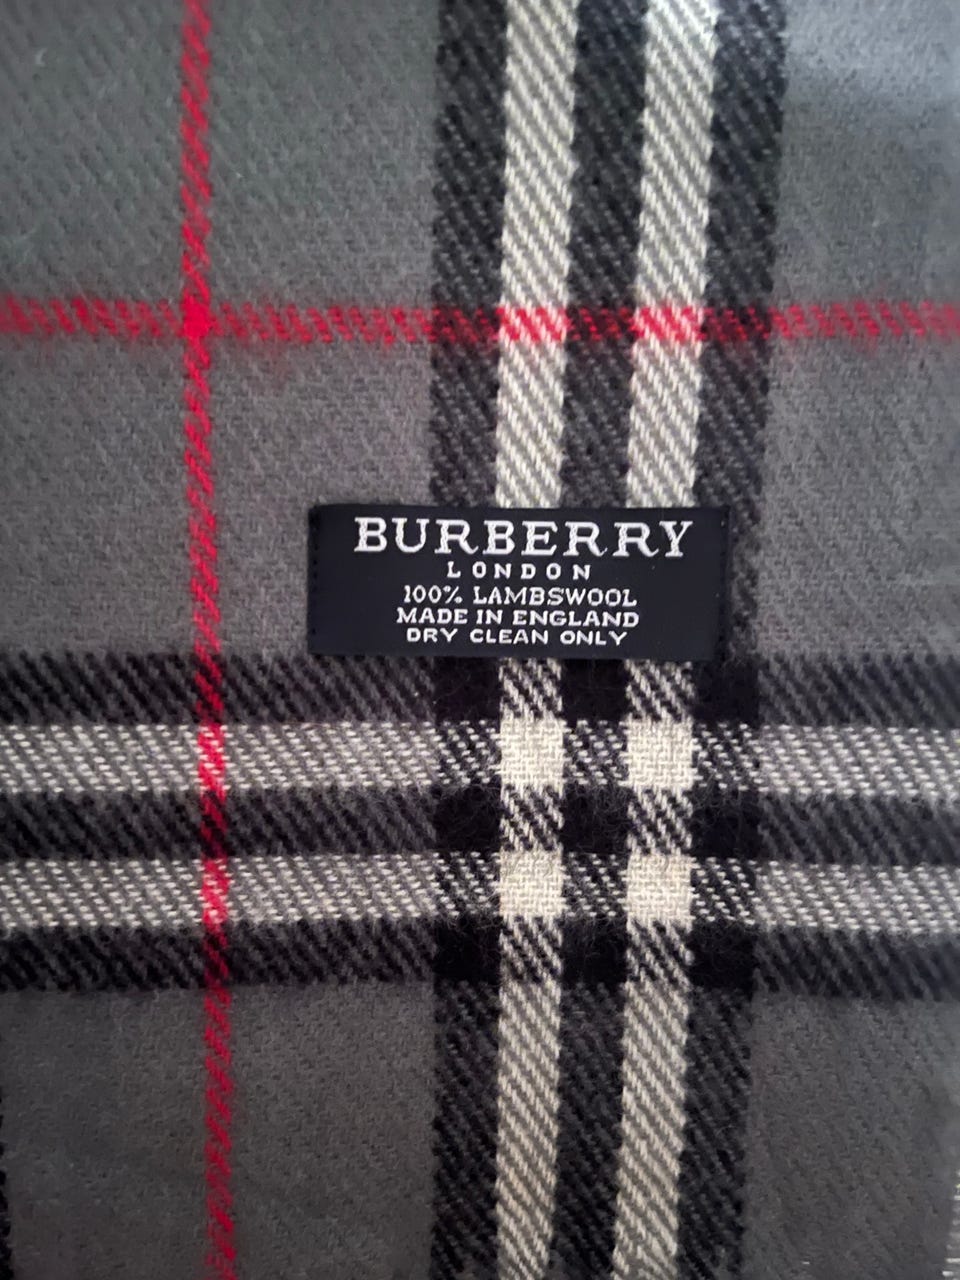 BURBERRY
LONDON
100% LAMBSWOOL
MADE IN ENGLAND
DRY CLEAN ONLY